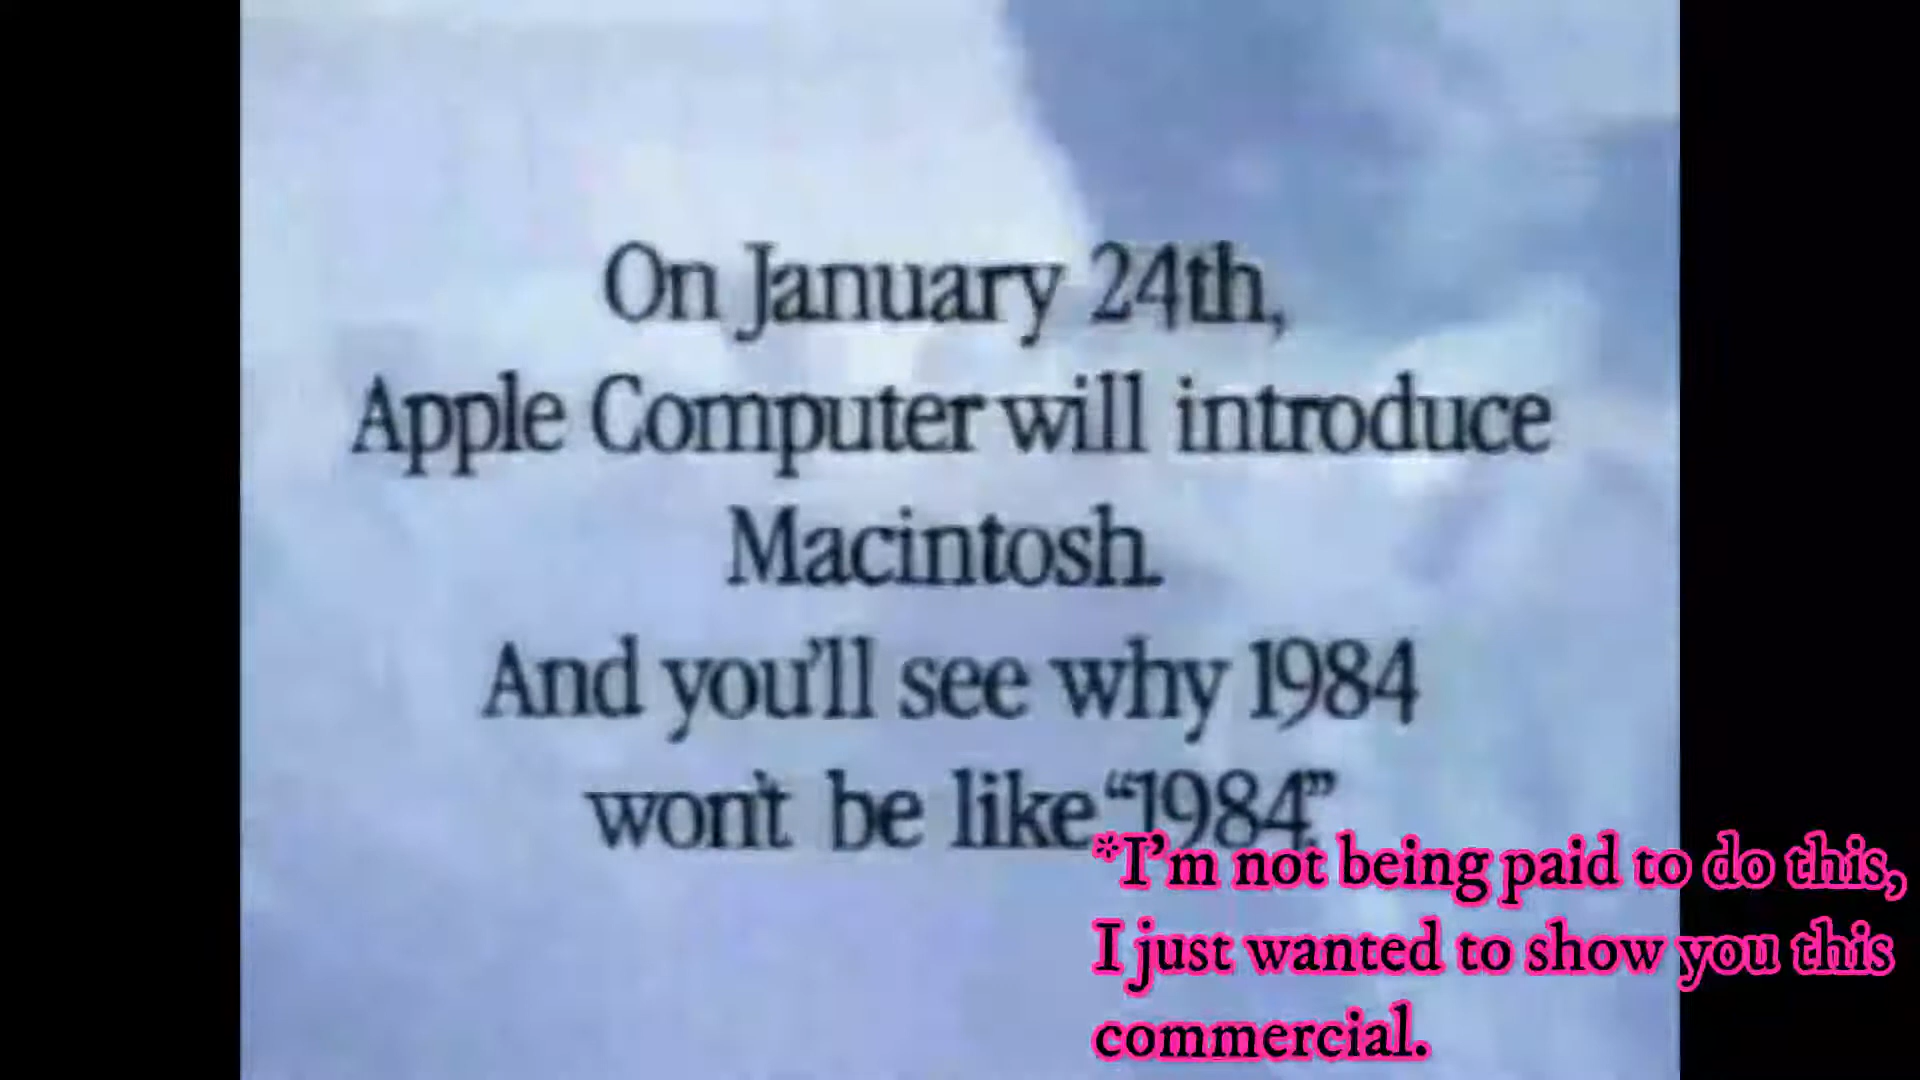 On January 24th,
Apple Computer will introduce
Macintosh.
And you'll see why 1984
won't be like “1984.”
*I'm not being paid to do this,
I just wanted to show you this
commercial.